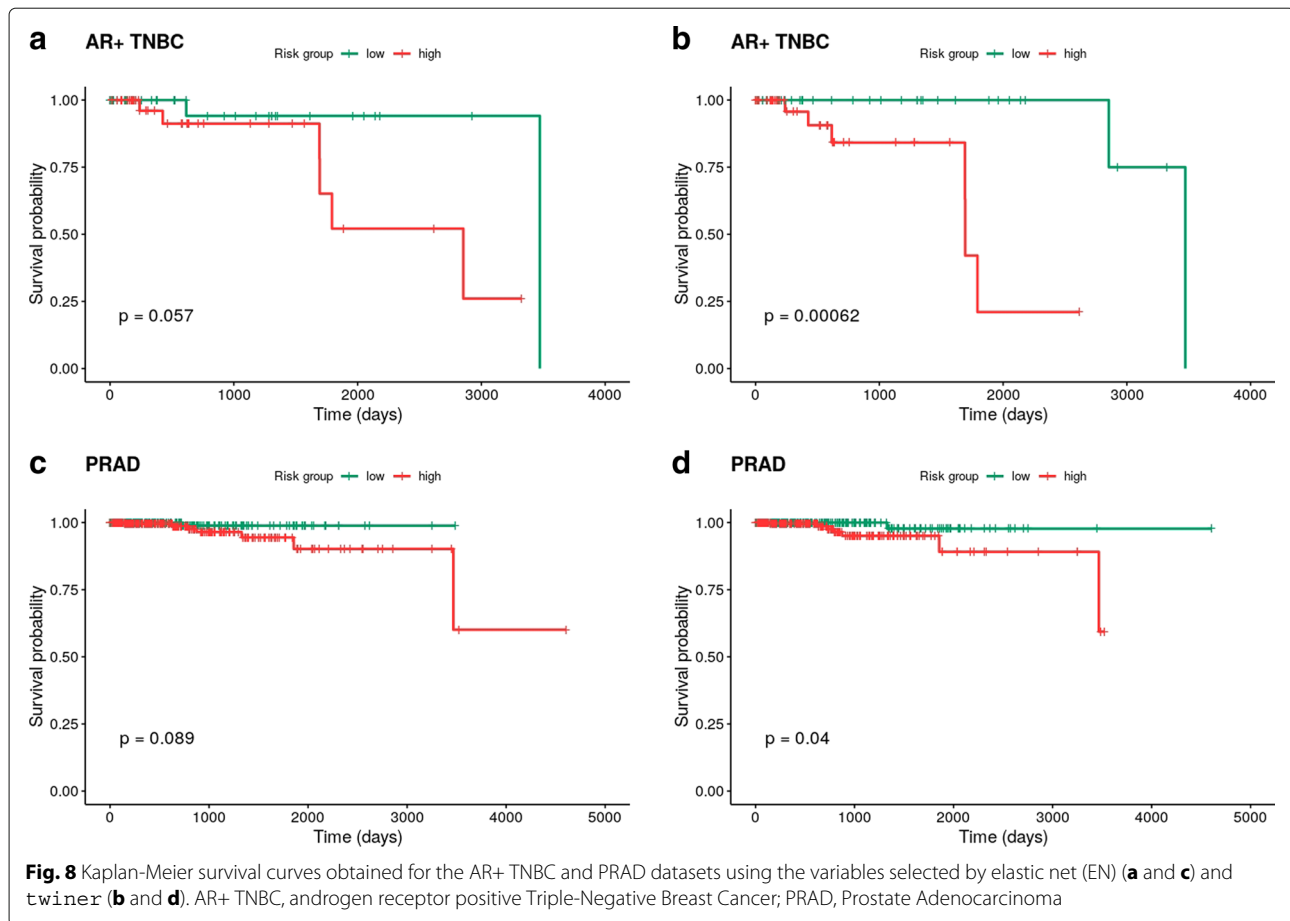 a AR+ TNBC
Risk group low high
Survival probability
1.00
0.75
0.50
0.25
0.00
p = 0.057
0 1000 2000 3000 4000
Time (days)
b AR+ TNBC
Risk group low high
Survival probability
1.00
0.75
0.50
0.25
0.00
p = 0.00062
0 1000 2000 3000 4000
Time (days)
c PRAD
Risk group low high
Survival probability
1.00
0.75
0.50
0.25
0.00
p = 0.089
0 1000 2000 3000 4000 5000
Time (days)
d PRAD
Risk group low high
Survival probability
1.00
0.75
0.50
0.25
0.00
p = 0.04
0 1000 2000 3000 4000 5000
Time (days)
Fig. 8 Kaplan-Meier survival curves obtained for the AR+ TNBC and PRAD datasets using the variables selected by elastic net (EN) (a and c) and
twiner (b and d). AR+ TNBC, androgen receptor positive Triple-Negative Breast Cancer; PRAD, Prostate Adenocarcinoma